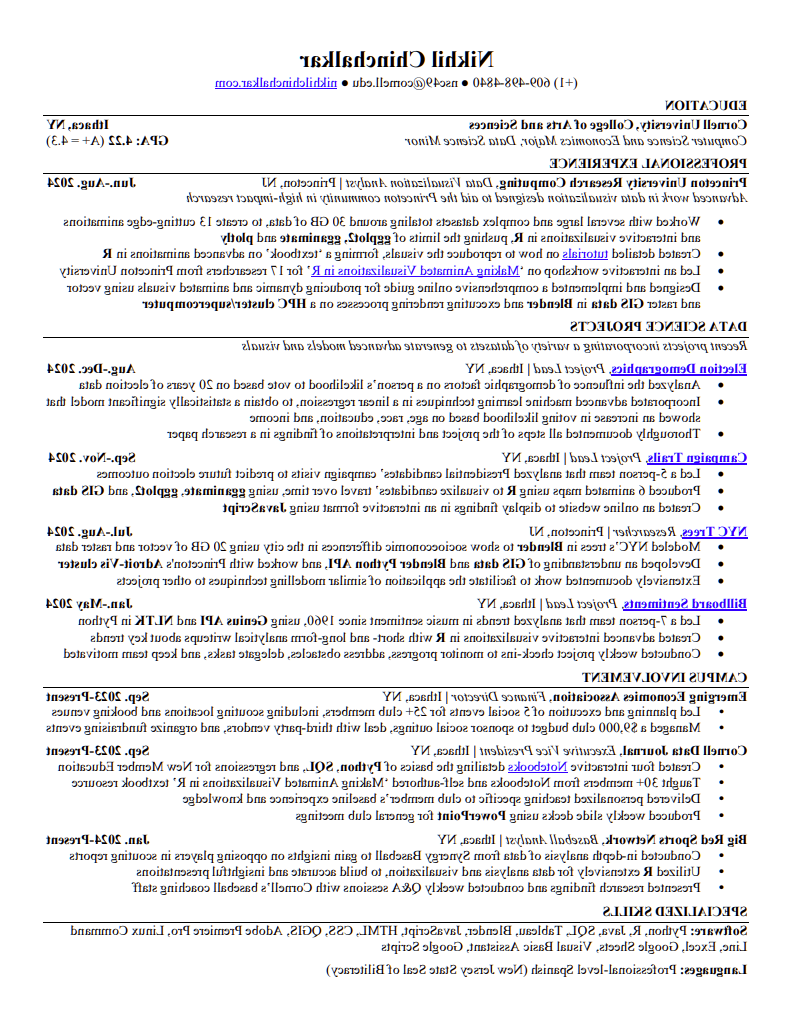 Nikhil Chinchalkar
(+1) 609-498-4840 ● nsc49@cornell.edu ● nikhilchinchalkar.com
EDUCATION
Cornell University, College of Arts and Sciences Ithaca, NY
Computer Science and Economics Major, Data Science Minor GPA: 4.22 (A+ = 4.3)
PROFESSIONAL EXPERIENCE
Princeton University Research Computing, Data Visualization Analyst | Princeton, NJ Jun.-Aug. 2024
Advanced work in data visualization designed to aid the Princeton community in high-impact research
● Worked with several large and complex datasets totaling around 30 GB of data, to create 13 cutting-edge animations
and interactive visualizations in R, pushing the limits of ggplot2, gganimate and plotly
● Created detailed tutorials on how to reproduce the visuals, forming a ‘textbook’ on advanced animations in R
● Led an interactive workshop on ‘Making Animated Visualizations in R’ for 17 researchers from Princeton University
● Designed and implemented a comprehensive online guide for producing dynamic and animated visuals using vector
and raster GIS data in Blender and executing rendering processes on a HPC cluster/supercomputer
DATA SCIENCE PROJECTS
Recent projects incorporating a variety of datasets to generate advanced models and visuals
Election Demographics, Project Lead | Ithaca, NY Aug.-Dec. 2024
● Analyzed the influence of demographic factors on a person’s likelihood to vote based on 20 years of election data
● Incorporated advanced machine learning techniques in a linear regression, to obtain a statistically significant model that
showed an increase in voting likelihood based on age, race, education, and income
● Thoroughly documented all steps of the project and interpretations of findings in a research paper
Campaign Trails, Project Lead | Ithaca, NY Sep.-Nov. 2024
● Led a 5-person team that analyzed Presidential candidates’ campaign visits to predict future election outcomes
● Produced 6 animated maps using R to visualize candidates’ travel over time, using gganimate, ggplot2, and GIS data
● Created an online website to display findings in an interactive format using JavaScript
NYC Trees, Researcher | Princeton, NJ Jul.-Aug. 2024
● Modeled NYC’s trees in Blender to show socioeconomic differences in the city using 20 GB of vector and raster data
● Developed an understanding of GIS data and Blender Python API, and worked with Princeton's Adroit-Vis cluster
● Extensively documented work to facilitate the application of similar modelling techniques to other projects
Billboard Sentiments, Project Lead | Ithaca, NY Jan.-May 2024
● Led a 7-person team that analyzed trends in music sentiment since 1960, using Genius API and NLTK in Python
● Created advanced interactive visualizations in R with short- and long-form analytical writeups about key trends
● Conducted weekly project check-ins to monitor progress, address obstacles, delegate tasks, and keep team motivated
CAMPUS INVOLVEMENT
Emerging Economies Association, Finance Director | Ithaca, NY Sep. 2023-Present
• Led planning and execution of 5 social events for 25+ club members, including scouting locations and booking venues
• Managed a $9,000 club budget to sponsor social outings, deal with third-party vendors, and organize fundraising events
Cornell Data Journal, Executive Vice President | Ithaca, NY Sep. 2023-Present
• Created four interactive Notebooks detailing the basics of Python, SQL, and regressions for New Member Education
• Taught 30+ members from Notebooks and self-authored ‘Making Animated Visualizations in R’ textbook resource
• Delivered personalized teaching specific to club member’s baseline experience and knowledge
• Produced weekly slide decks using PowerPoint for general club meetings
Big Red Sports Network, Baseball Analyst | Ithaca, NY Jan. 2024-Present
• Conducted in-depth analysis of data from Synergy Baseball to gain insights on opposing players in scouting reports
• Utilized R extensively for data analysis and visualization, to build accurate and insightful presentations
• Presented research findings and conducted weekly Q&A sessions with Cornell’s baseball coaching staff
SPECIALIZED SKILLS
Software: Python, R, Java, SQL, Tableau, Blender, JavaScript, HTML, CSS, QGIS, Adobe Premiere Pro, Linux Command
Line, Excel, Google Sheets, Visual Basic Assistant, Google Scripts
Languages: Professional-level Spanish (New Jersey State Seal of Biliteracy)